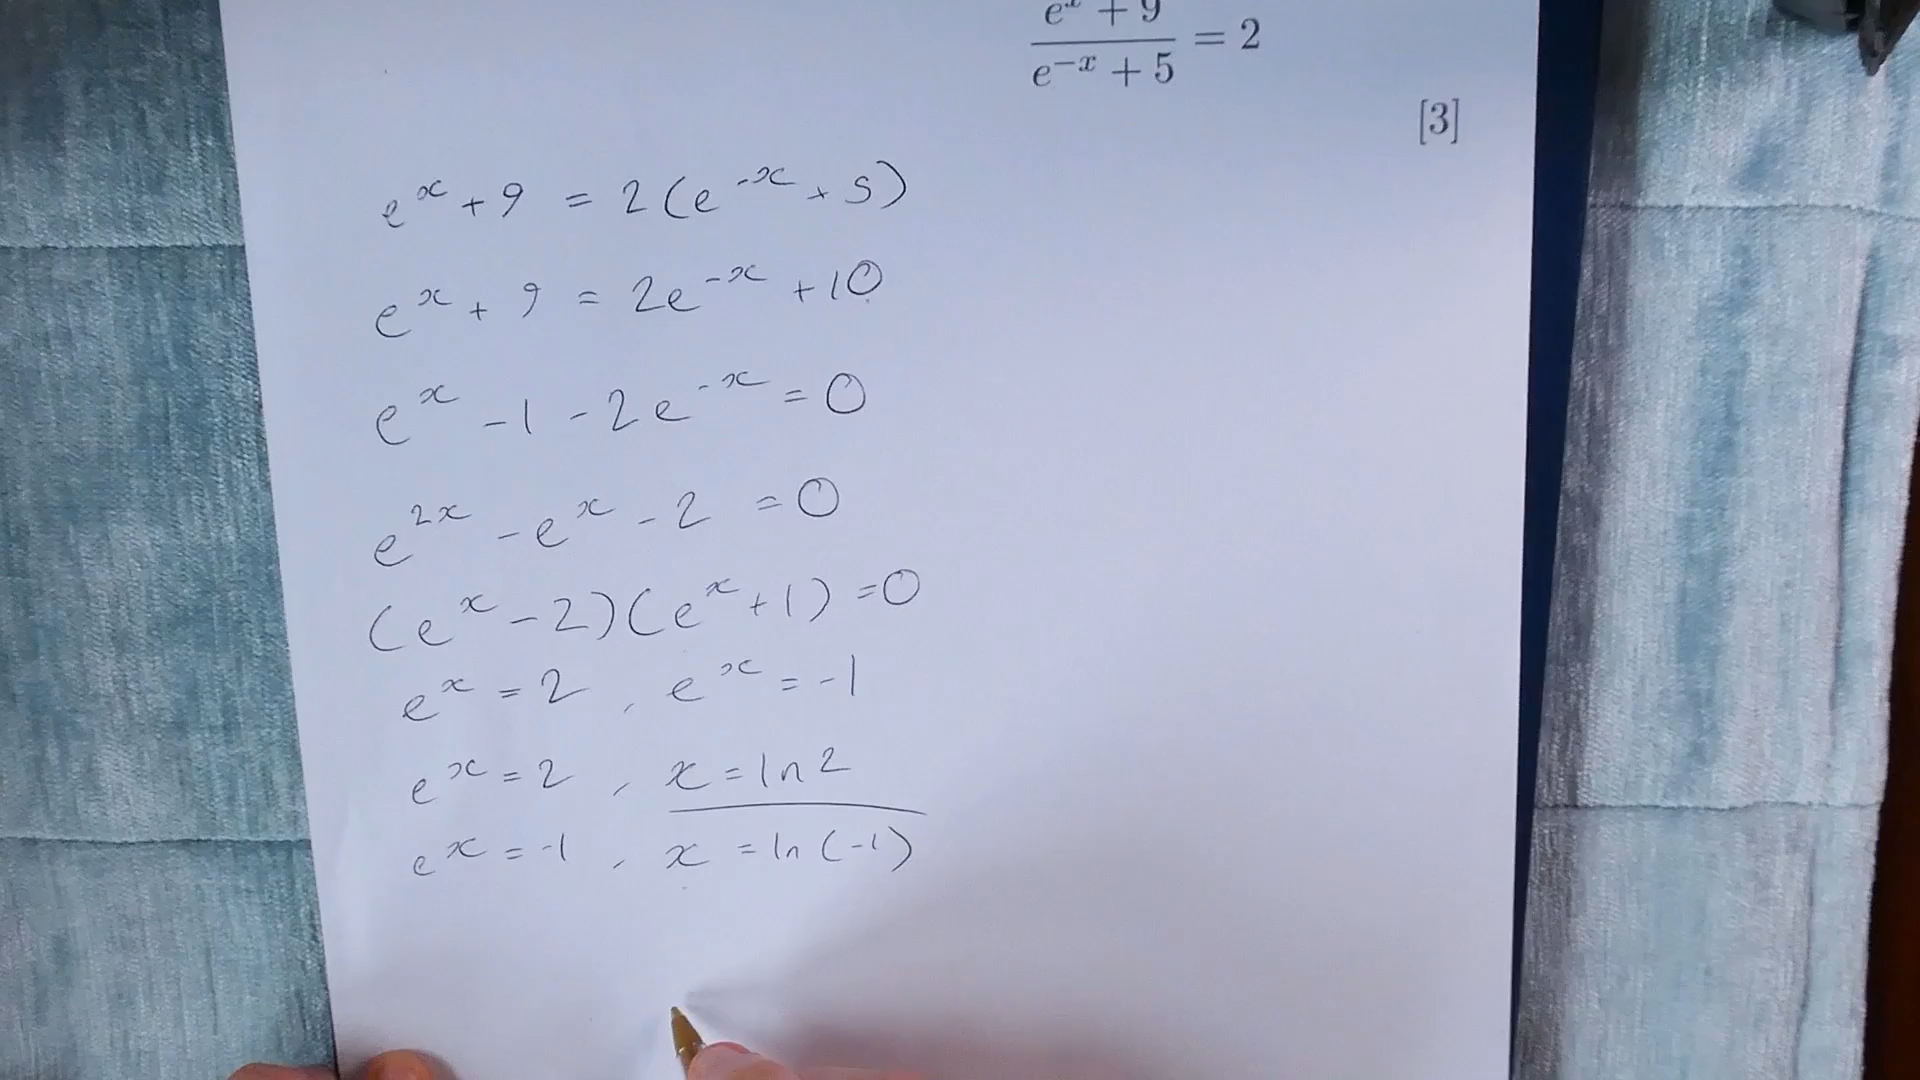 e^x + 9
e^{-x} + 5
= 2
[3]
e^x + 9 = 2(e^{-x} + 5)
e^x + 9 = 2e^{-x} + 10
e^x - 1 - 2e^{-x} = 0
e^{2x} - e^x - 2 = 0
(e^x - 2)(e^x + 1) = 0
e^x = 2 , e^x = -1
e^x = 2 , x = ln 2
e^x = -1 , x = ln(-1)